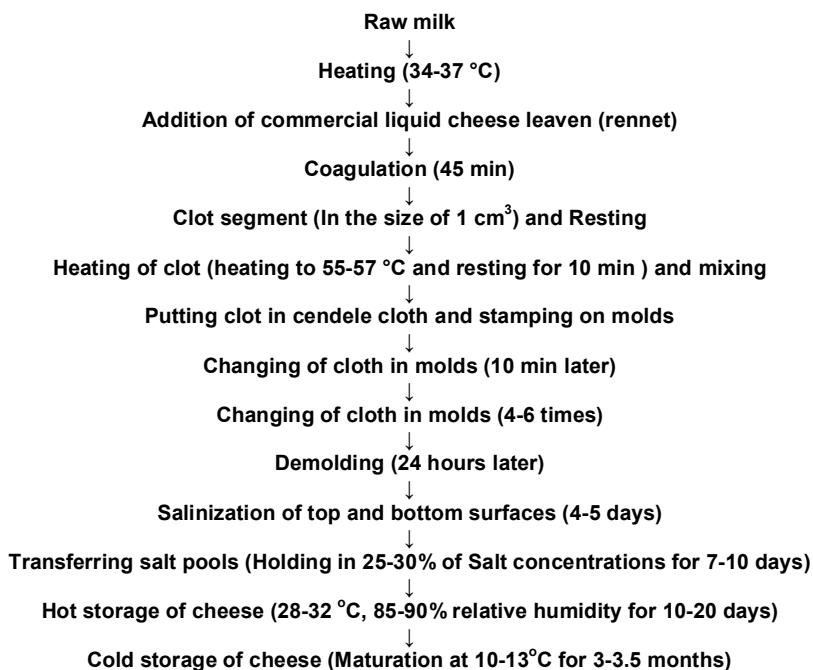 Raw milk
↓
Heating (34-37 °C)
↓
Addition of commercial liquid cheese leaven (rennet)
↓
Coagulation (45 min)
↓
Clot segment (In the size of 1 cm³) and Resting
↓
Heating of clot (heating to 55-57 °C and resting for 10 min ) and mixing
↓
Putting clot in cendele cloth and stamping on molds
↓
Changing of cloth in molds (10 min later)
↓
Changing of cloth in molds (4-6 times)
↓
Demolding (24 hours later)
↓
Salinization of top and bottom surfaces (4-5 days)
↓
Transferring salt pools (Holding in 25-30% of Salt concentrations for 7-10 days)
↓
Hot storage of cheese (28-32 °C, 85-90% relative humidity for 10-20 days)
↓
Cold storage of cheese (Maturation at 10-13°C for 3-3.5 months)